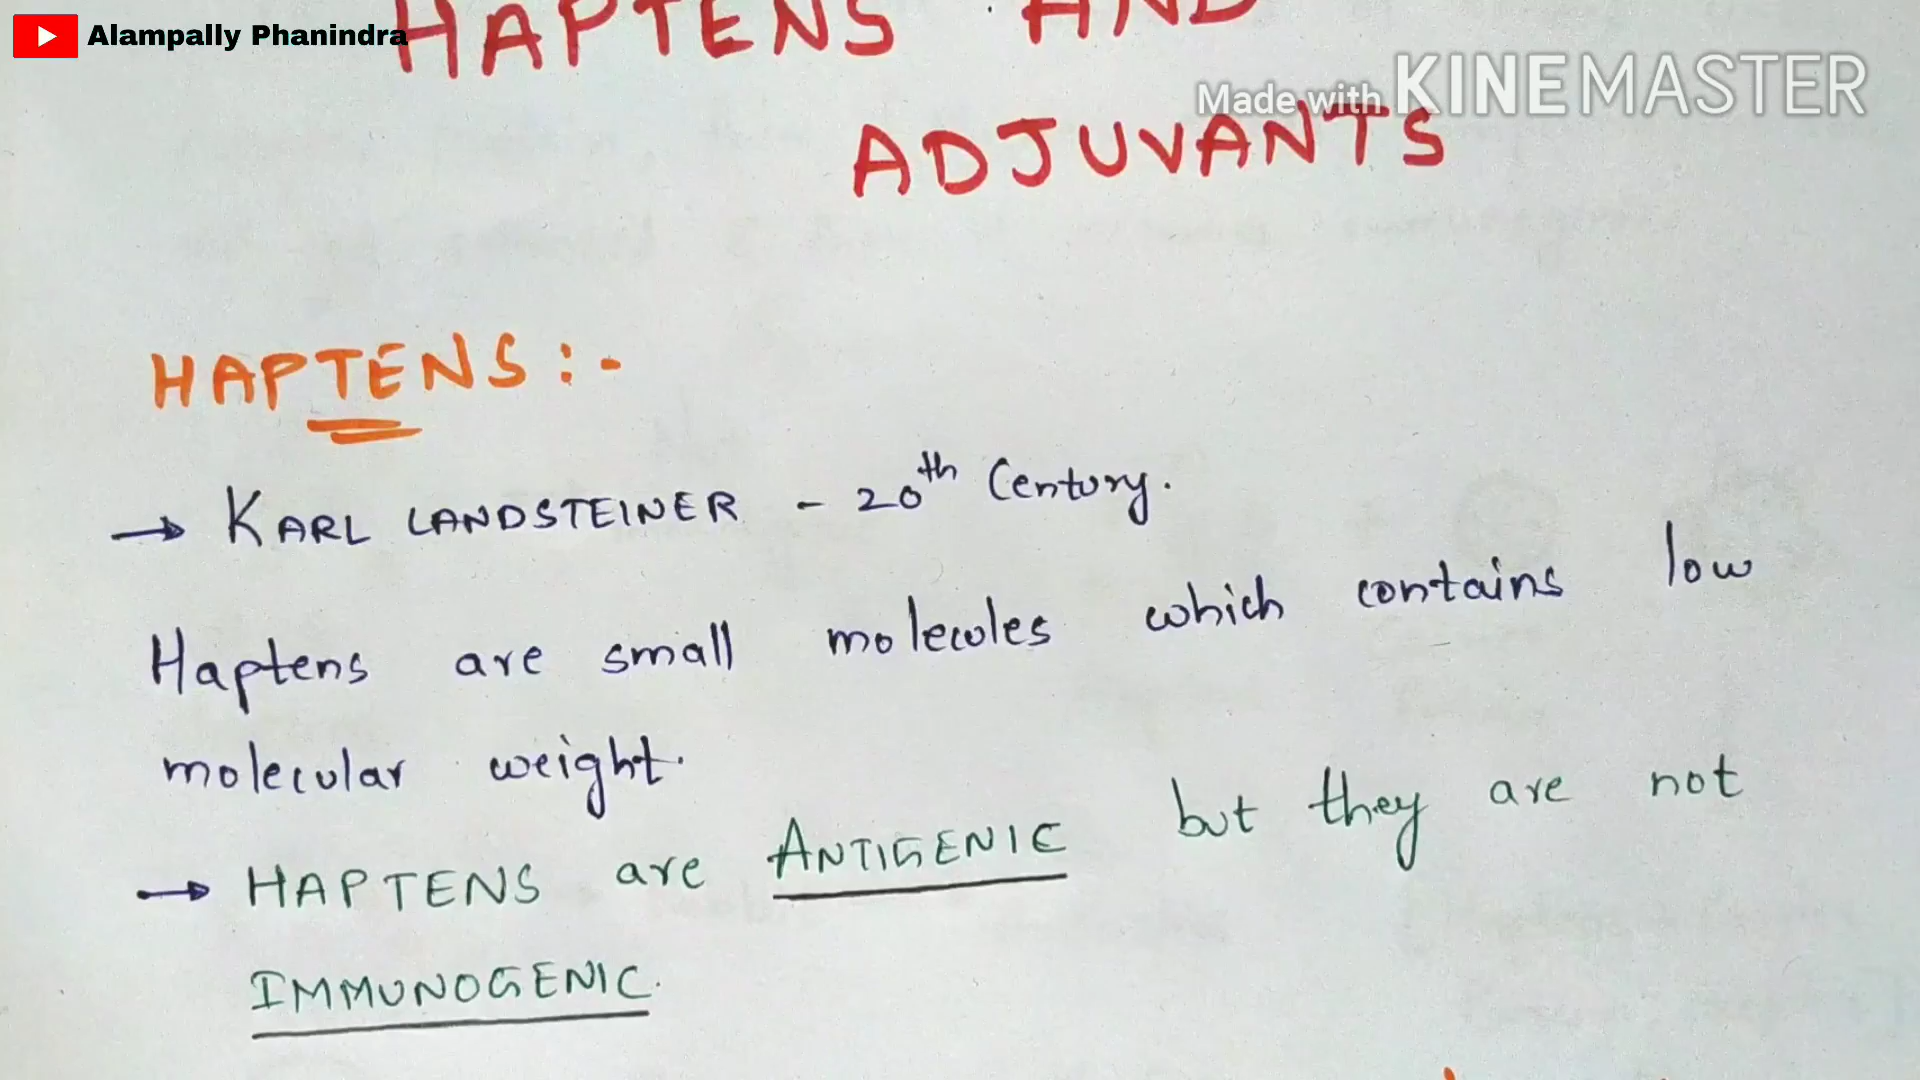 Alampally Phanindra
HAPTENS AND
Made with KINEMASTER
ADJUVANTS
HAPTENS :-
→ KARL LANDSTEINER - 20th Century.
Haptens are small molecules which contains low
molecular weight.
→ HAPTENS are ANTIGENIC but they are not
IMMUNOGENIC.